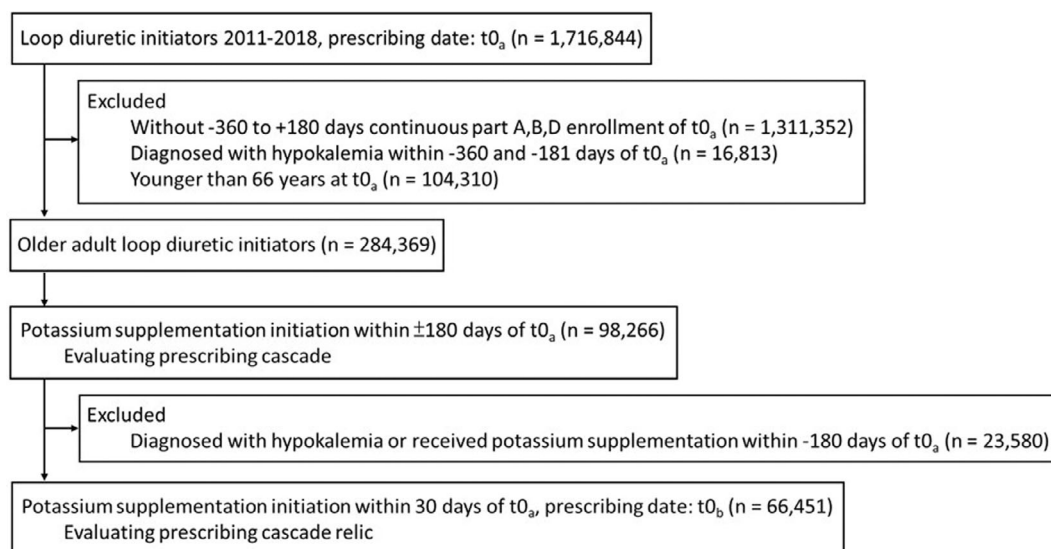 Loop diuretic initiators 2011-2018, prescribing date: t0a (n = 1,716,844)
Excluded
Without -360 to +180 days continuous part A,B,D enrollment of t0a (n = 1,311,352)
Diagnosed with hypokalemia within -360 and -181 days of t0a (n = 16,813)
Younger than 66 years at t0a (n = 104,310)
Older adult loop diuretic initiators (n = 284,369)
Potassium supplementation initiation within ±180 days of t0a (n = 98,266)
Evaluating prescribing cascade
Excluded
Diagnosed with hypokalemia or received potassium supplementation within -180 days of t0a (n = 23,580)
Potassium supplementation initiation within 30 days of t0a, prescribing date: t0b (n = 66,451)
Evaluating prescribing cascade relic